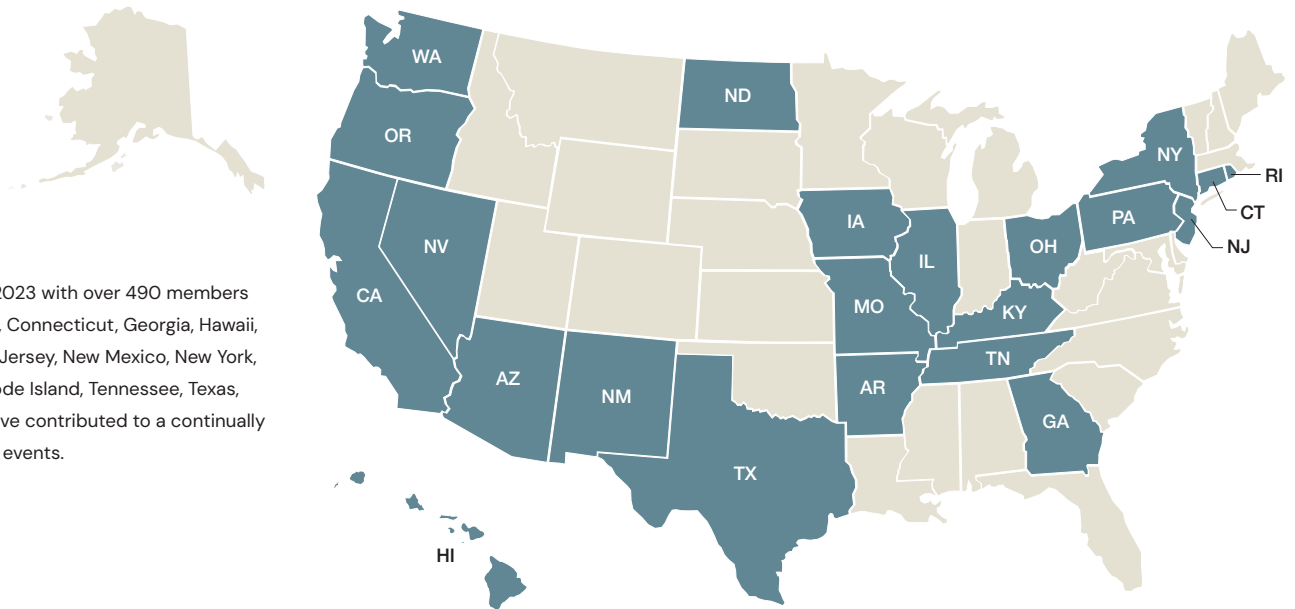 WA
ND
OR
NY
RI
IA
PA
CT
NV
OH
NJ
IL
CA
2023 with over 490 members
MO
KY
, Connecticut, Georgia, Hawaii,
Jersey, New Mexico, New York,
TN
AZ
AR
de Island, Tennessee, Texas,
NM
ve contributed to a continually
GA
events.
TX
HI